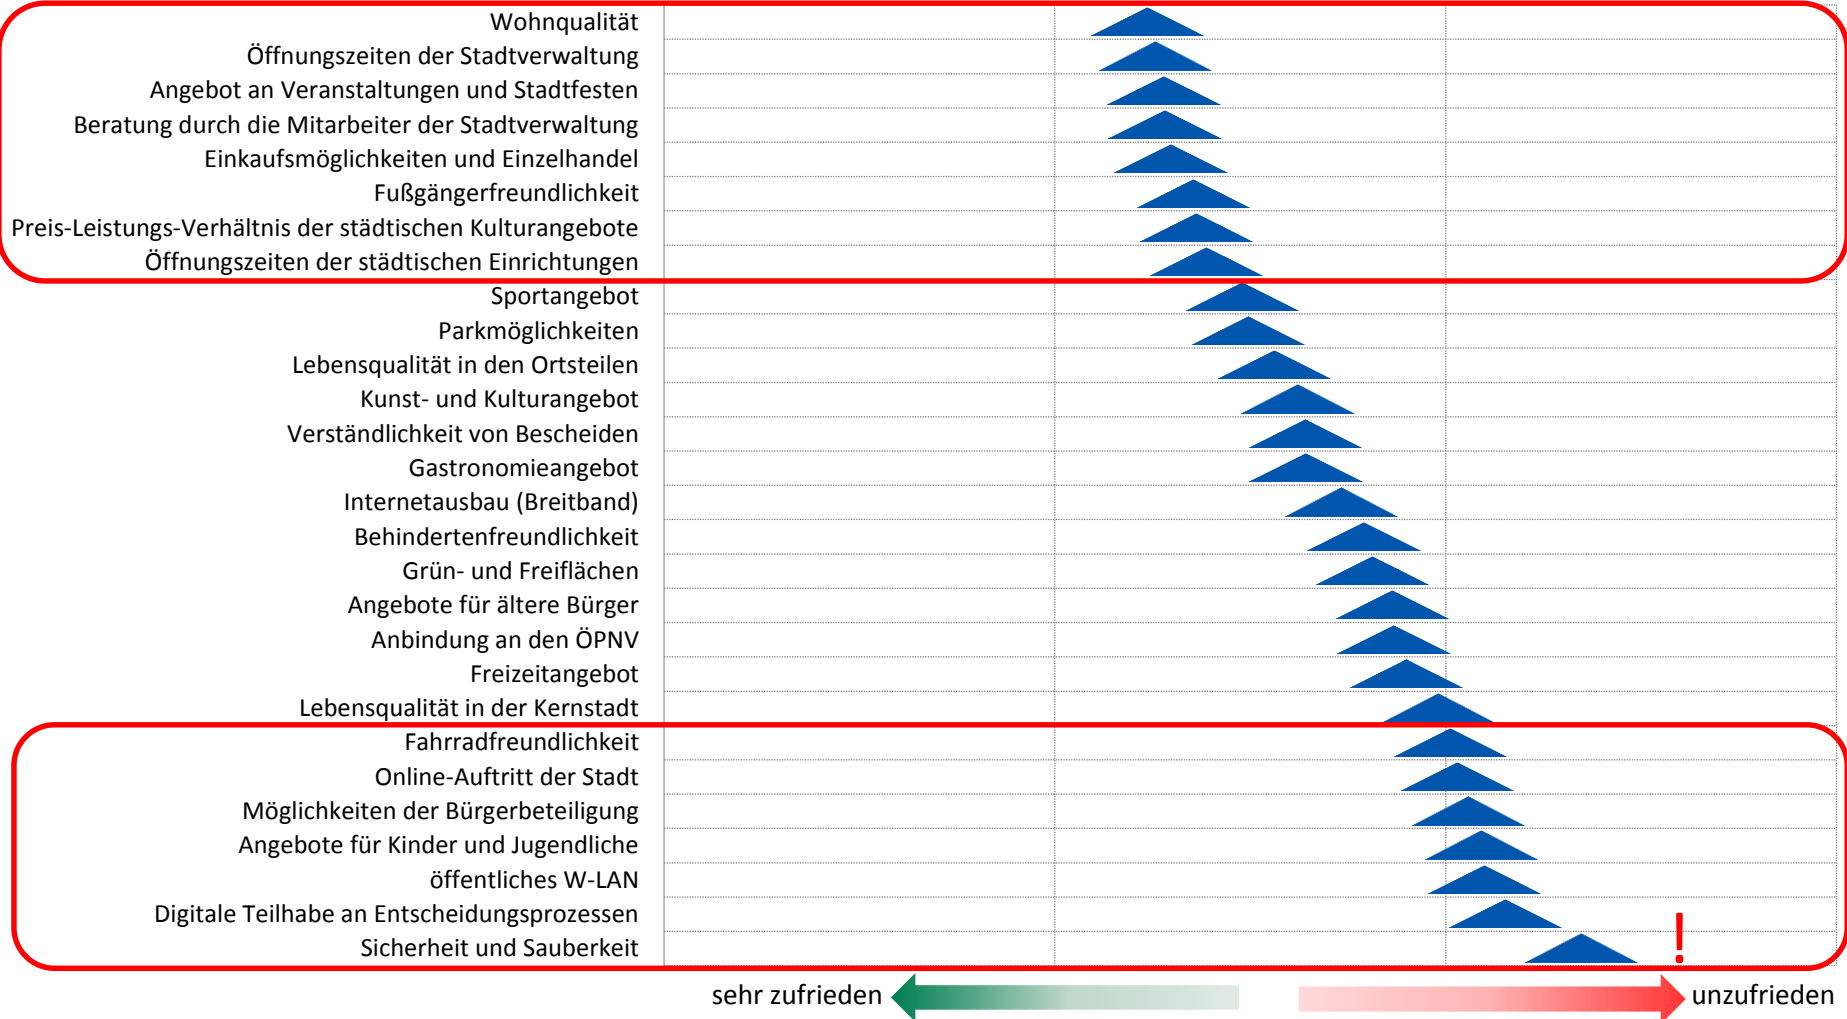 Wohnqualität
Öffnungszeiten der Stadtverwaltung
Angebot an Veranstaltungen und Stadtfesten
Beratung durch die Mitarbeiter der Stadtverwaltung
Einkaufsmöglichkeiten und Einzelhandel
Fußgängerfreundlichkeit
Preis-Leistungs-Verhältnis der städtischen Kulturangebote
Öffnungszeiten der städtischen Einrichtungen
Sportangebot
Parkmöglichkeiten
Lebensqualität in den Ortsteilen
Kunst- und Kulturangebot
Verständlichkeit von Bescheiden
Gastronomieangebot
Internetausbau (Breitband)
Behindertenfreundlichkeit
Grün- und Freiflächen
Angebote für ältere Bürger
Anbindung an den ÖPNV
Freizeitangebot
Lebensqualität in der Kernstadt
Fahrradfreundlichkeit
Online-Auftritt der Stadt
Möglichkeiten der Bürgerbeteiligung
Angebote für Kinder und Jugendliche
öffentliches W-LAN
Digitale Teilhabe an Entscheidungsprozessen
Sicherheit und Sauberkeit
!
sehr zufrieden
unzufrieden